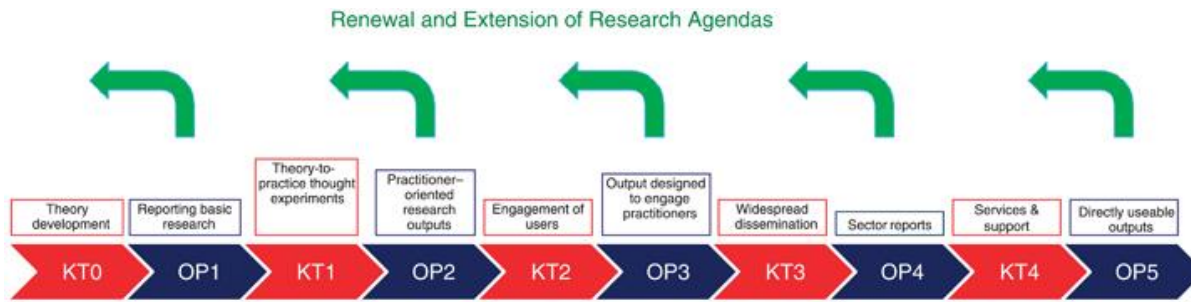 Renewal and Extension of Research Agendas
Theory
development
Reporting basic
research
Theory-to-
practice thought
experiments
Practitioner–
oriented
research
outputs
Engagement of
users
Output designed
to engage
practitioners
Widespread
dissemination
Sector reports
Services &
support
Directly useable
outputs
KT0
OP1
KT1
OP2
KT2
OP3
KT3
OP4
KT4
OP5